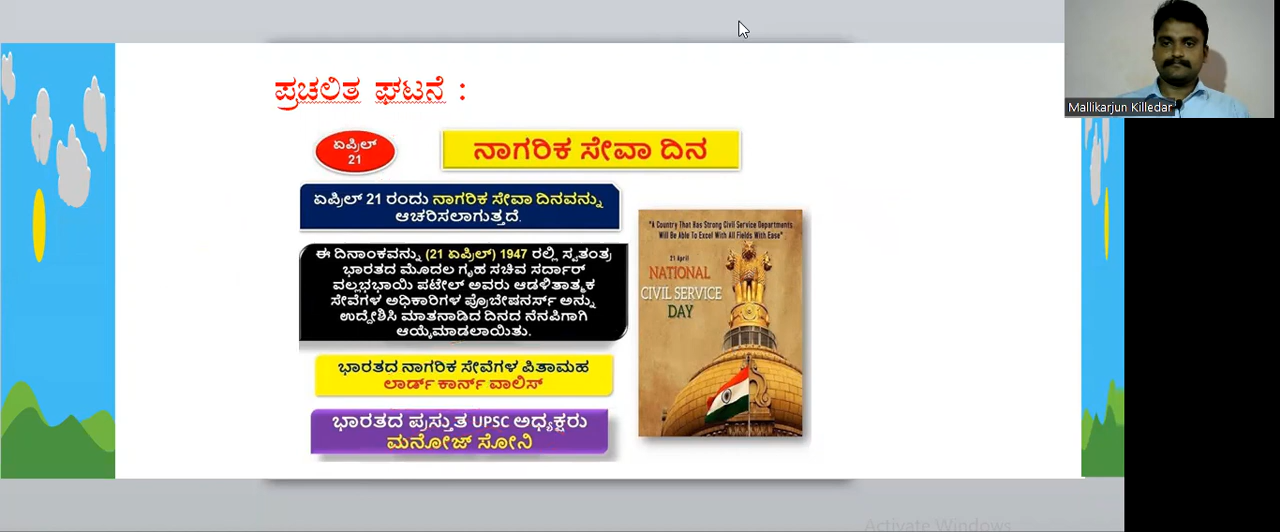 ಪ್ರಚಲಿತ ಘಟನೆ :
ಏಪ್ರಿಲ್
21
ನಾಗರಿಕ ಸೇವಾ ದಿನ
ಏಪ್ರಿಲ್ 21 ರಂದು ನಾಗರಿಕ ಸೇವಾ ದಿನವನ್ನು
ಆಚರಿಸಲಾಗುತ್ತದೆ.
ಈ ದಿನಾಂಕವನ್ನು (21 ಏಪ್ರಿಲ್) 1947 ರಲ್ಲಿ ಸ್ವತಂತ್ರ
ಭಾರತದ ಮೊದಲ ಗೃಹ ಸಚಿವ ಸರ್ದಾರ್
ವಲ್ಲಭಭಾಯಿ ಪಟೇಲ್ ಅವರು ಆಡಳಿತಾತ್ಮಕ
ಸೇವೆಗಳ ಅಧಿಕಾರಿಗಳ ಪ್ರೊಬೇಷನರ್ಸ್ ಅನ್ನು
ಉದ್ದೇಶಿಸಿ ಮಾತನಾಡಿದ ದಿನದ ನೆನಪಿಗಾಗಿ
ಆಯ್ಕೆಮಾಡಲಾಯಿತು.
ಭಾರತದ ನಾಗರಿಕ ಸೇವೆಗಳ ಪಿತಾಮಹ
ಲಾರ್ಡ್ ಕಾರ್ನ್ ವಾಲಿಸ್
ಭಾರತದ ಪ್ರಸ್ತುತ UPSC ಅಧ್ಯಕ್ಷರು
ಮನೋಜ್ ಸೋನಿ
"A Country That Has Strong Civil Service Departments
Will Be Able To Excel With All Fields With Ease"
21 April
NATIONAL
CIVIL SERVICE
DAY
Mallikarjun Killedar
Activate Windows